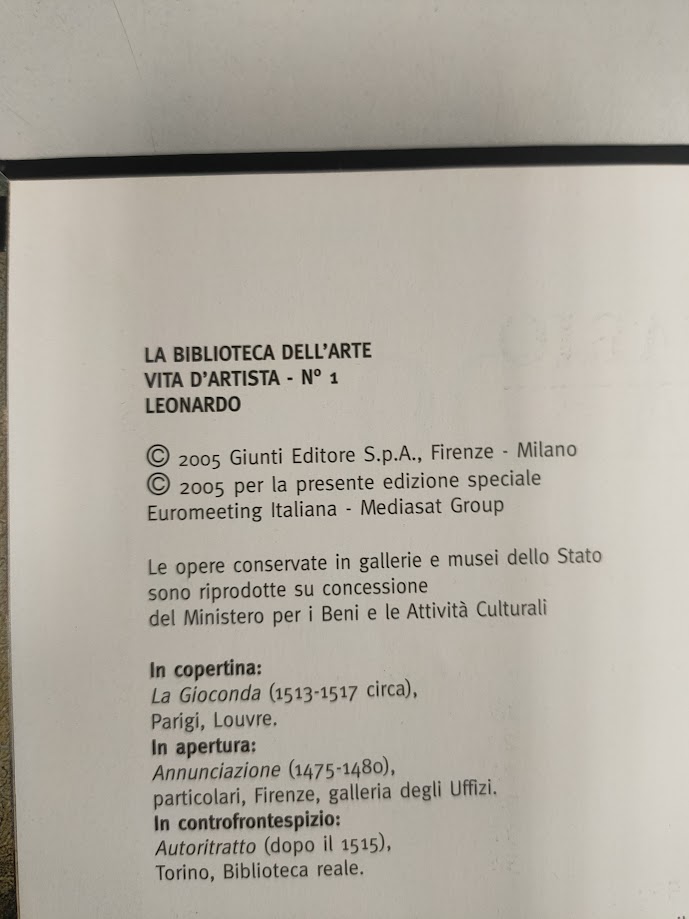 LA BIBLIOTECA DELL'ARTE
VITA D'ARTISTA - Nº 1
LEONARDO
© 2005 Giunti Editore S.p.A., Firenze - Milano
© 2005 per la presente edizione speciale
Euromeeting Italiana - Mediasat Group
Le opere conservate in gallerie e musei dello Stato
sono riprodotte su concessione
del Ministero per i Beni e le Attività Culturali
In copertina:
La Gioconda (1513-1517 circa),
Parigi, Louvre.
In apertura:
Annunciazione (1475-1480),
particolari, Firenze, galleria degli Uffizi.
In controfrontespizio:
Autoritratto (dopo il 1515),
Torino, Biblioteca reale.